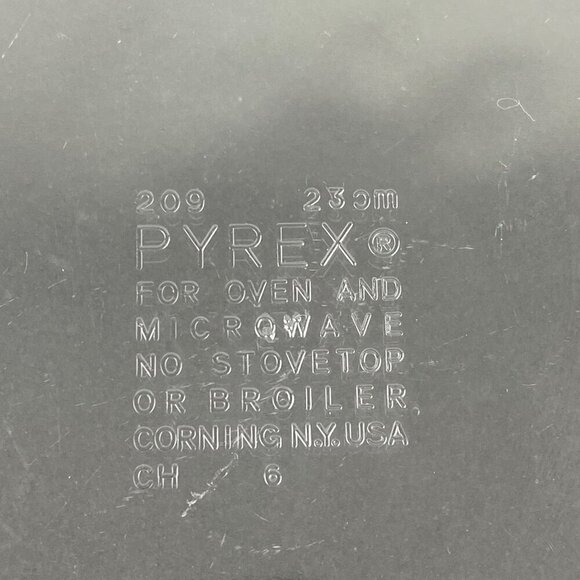 209 23cm
PYREX®
FOR OVEN AND
MICROWAVE
NO STOVETOP
OR BROILER
CORNING N.Y. USA
CH 6